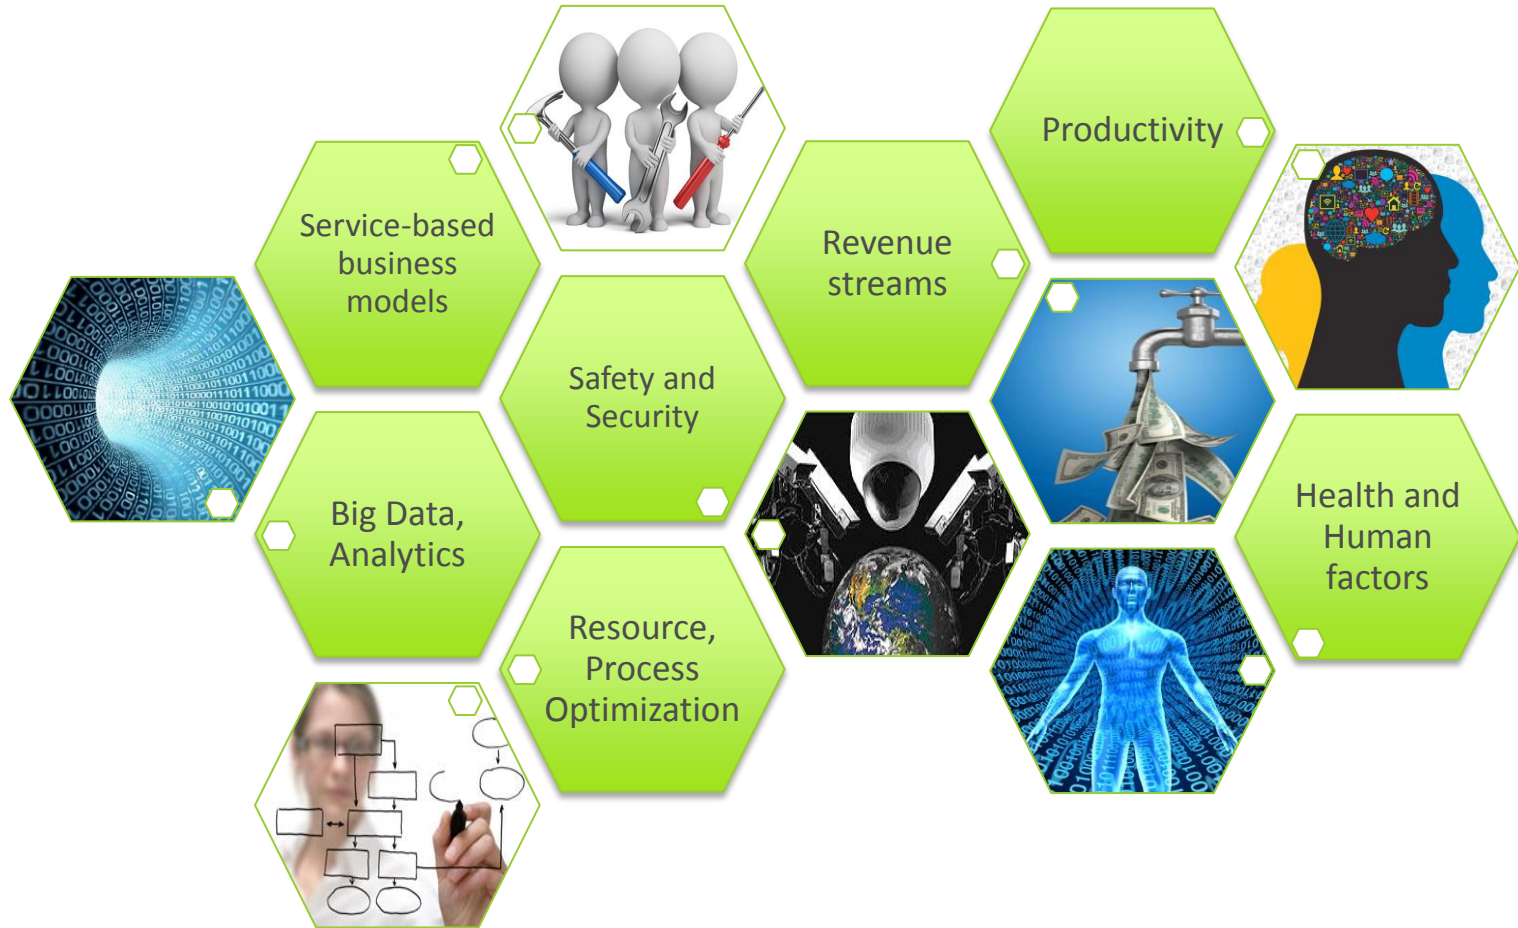 Productivity
Service-based
business
models
Revenue
streams
Safety and
Security
Big Data,
Analytics
Health and
Human
factors
Resource,
Process
Optimization